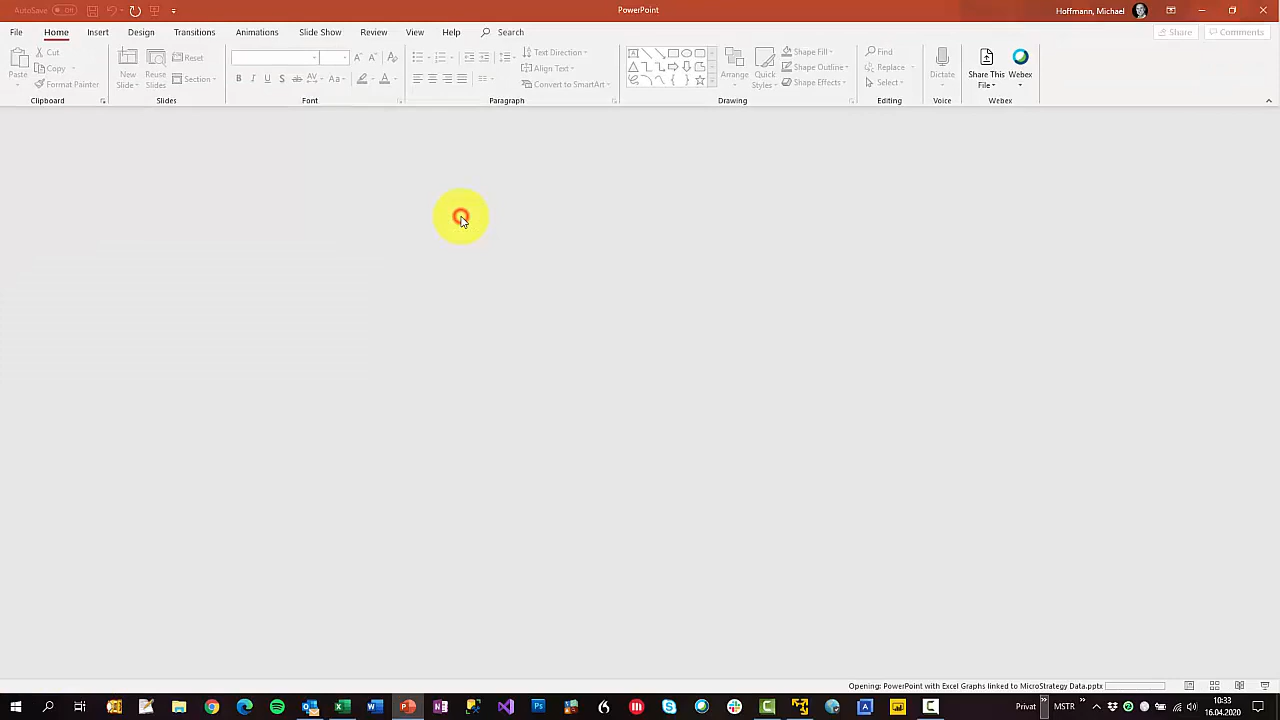 AutoSave Off PowerPoint Hoffmann, Michael
File Home Insert Design Transitions Animations Slide Show Review View Help Search Share Comments
Paste Cut Copy Format Painter
Clipboard
New Slides Reuse Slides Reset Section
Slides
B I U S ab AV Aa A
Font
Text Direction Align Text Convert to SmartArt
Paragraph
Arrange Quick Styles Shape Fill Shape Outline Shape Effects
Drawing
Find Replace Select
Editing
Dictate
Voice
Share This File Webex
Webex
Opening: PowerPoint with Excel Graphs linked to MicroStrategy Data.pptx
Privat MSTR 10:33
16.04.2020